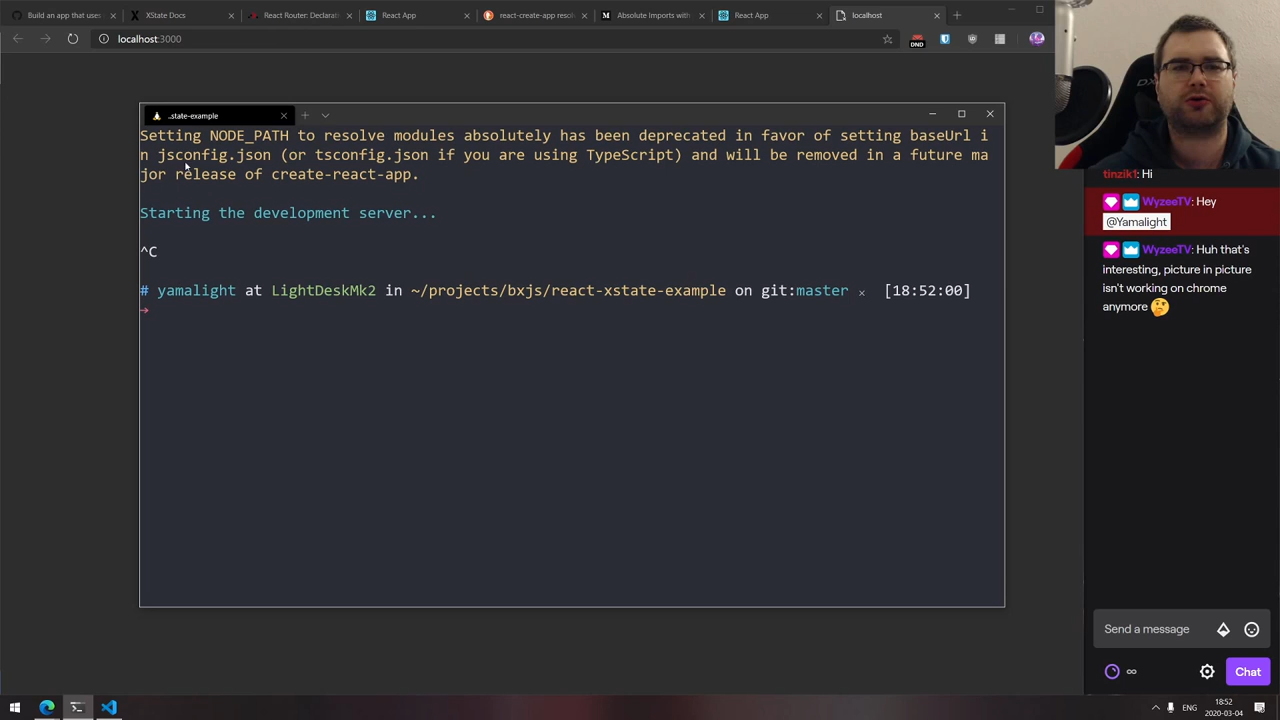 Build an app that uses
XState Docs
React Router: Declarati
React App
react-create-app resol
Absolute Imports with
React App
localhost
localhost:3000
DND
..state-example
Setting NODE_PATH to resolve modules absolutely has been deprecated in favor of setting baseUrl i
n jsconfig.json (or tsconfig.json if you are using TypeScript) and will be removed in a future ma
jor release of create-react-app.
Starting the development server...
^C
# yamalight at LightDeskMk2 in ~/projects/bxjs/react-xstate-example on git:master × [18:52:00]
→
tinzik1: Hi
WyzeeTV: Hey
@Yamalight
WyzeeTV: Huh that's
interesting, picture in picture
isn't working on chrome
anymore
Send a message
∞
Chat
ENG
18:52
2020-03-04